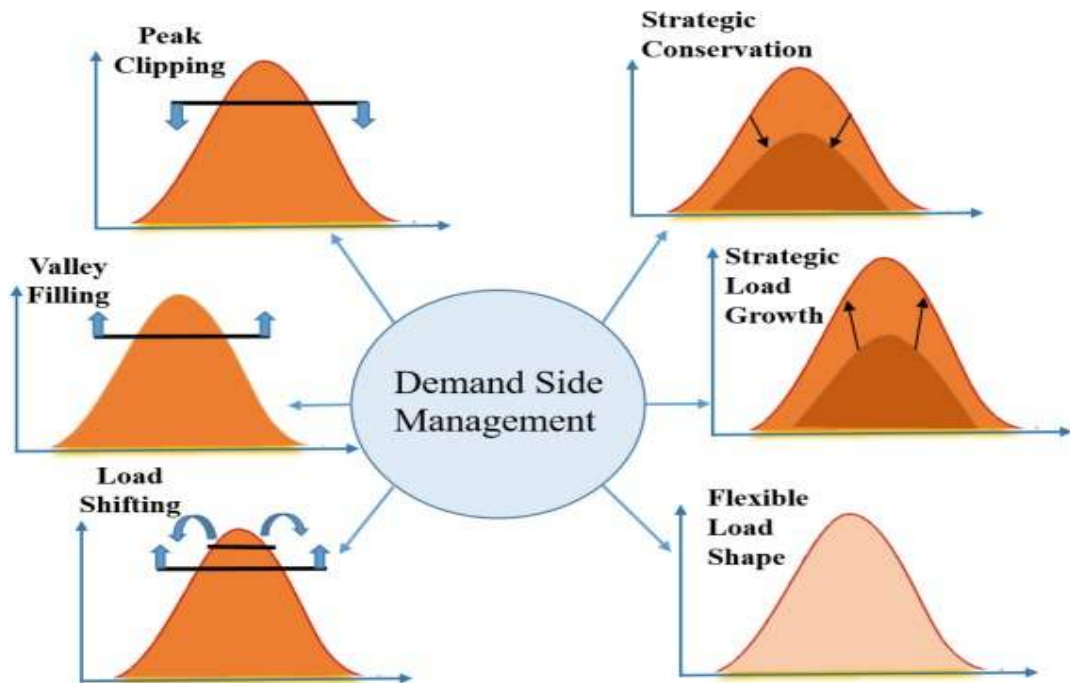 Peak
Clipping
Strategic
Conservation
Valley
Filling
Strategic
Load
Growth
Demand Side
Management
Load
Shifting
Flexible
Load
Shape